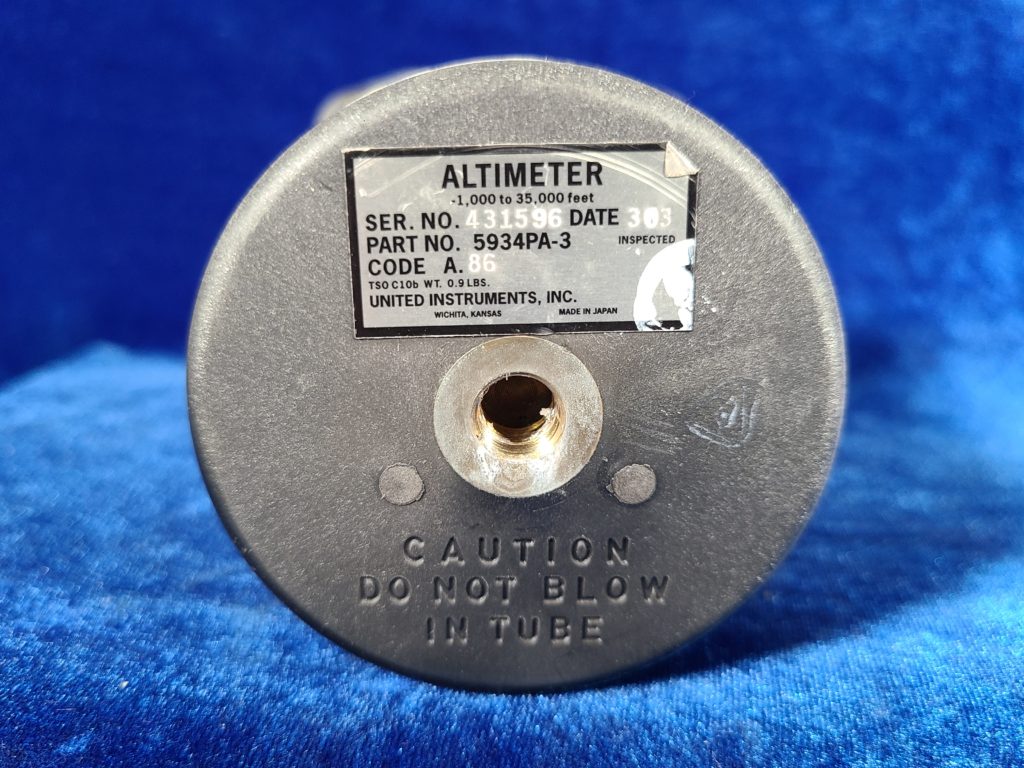 ALTIMETER
-1,000 to 35,000 feet
SER. NO. 431596 DATE 303
PART NO. 5934PA-3 INSPECTED
CODE A. 86
TSO C10b WT. 0.9 LBS.
UNITED INSTRUMENTS, INC.
WICHITA, KANSAS MADE IN JAPAN
CAUTION
DO NOT BLOW
IN TUBE